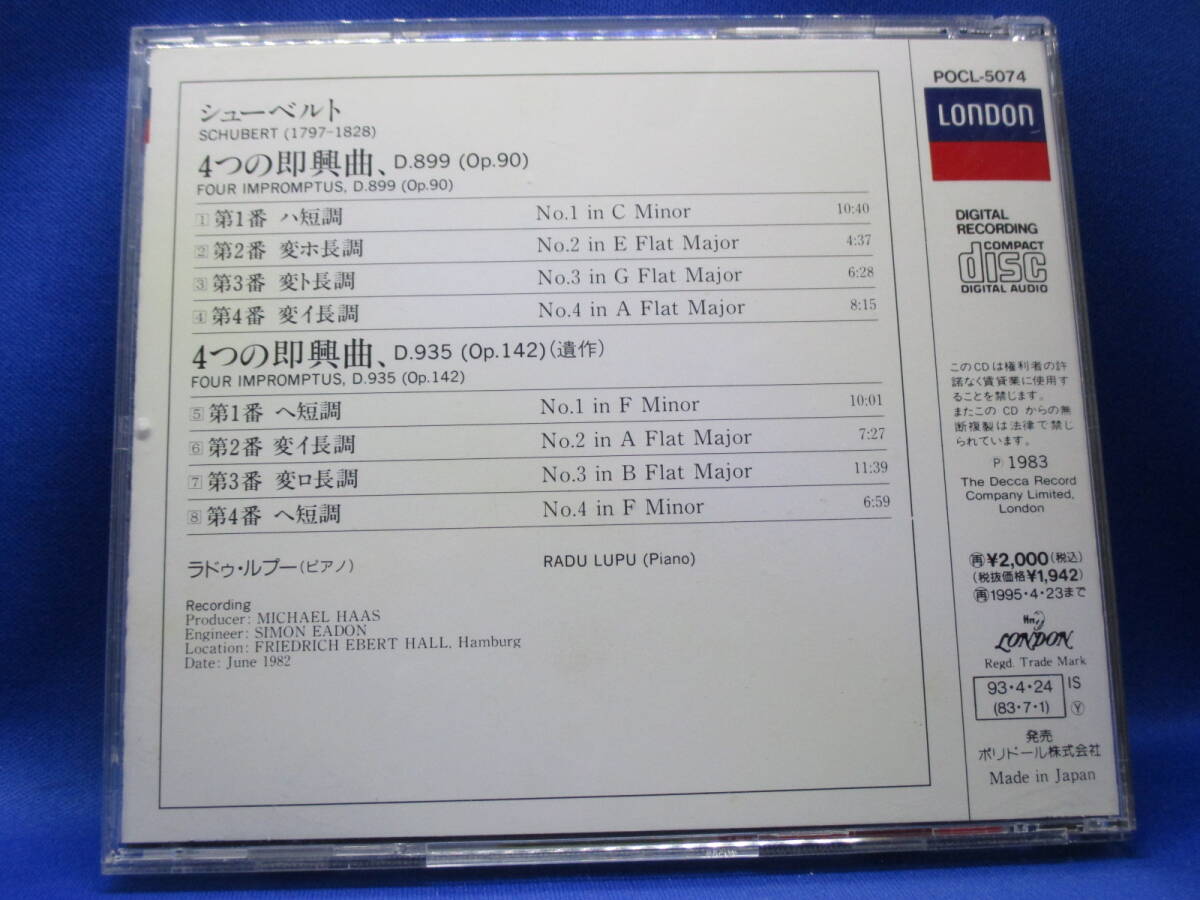 シューベルト
SCHUBERT (1797-1828)
4つの即興曲、D.899 (Op.90)
FOUR IMPROMPTUS, D.899 (Op.90)
1 第1番 ハ短調 No.1 in C Minor 10:40
2 第2番 変ホ長調 No.2 in E Flat Major 4:37
3 第3番 変ト長調 No.3 in G Flat Major 6:28
4 第4番 変イ長調 No.4 in A Flat Major 8:15
4つの即興曲、D.935 (Op.142)(遺作)
FOUR IMPROMPTUS, D.935 (Op.142)
5 第1番 ヘ短調 No.1 in F Minor 10:01
6 第2番 変イ長調 No.2 in A Flat Major 7:27
7 第3番 変ロ長調 No.3 in B Flat Major 11:39
8 第4番 ヘ短調 No.4 in F Minor 6:59
ラドゥ・ルプー(ピアノ) RADU LUPU (Piano)
Recording
Producer: MICHAEL HAAS
Engineer: SIMON EADON
Location: FRIEDRICH EBERT HALL, Hamburg
Date: June 1982
POCL-5074
LONDON
DIGITAL
RECORDING
COMPACT
disc
DIGITAL AUDIO
このCDは権利者の許
諾なく賃貸業に使用す
ることを禁じます。
またこの CD からの無
断複製は法律で禁じ
られています。
Ⓟ 1983
The Decca Record
Company Limited,
London
再¥2,000(税込)
(税抜価格¥1,942)
再1995・4・23まで
LONDON
Regd. Trade Mark
93・4・24 IS
(83・7・1) Ⓨ
発売
ポリドール株式会社
Made in Japan